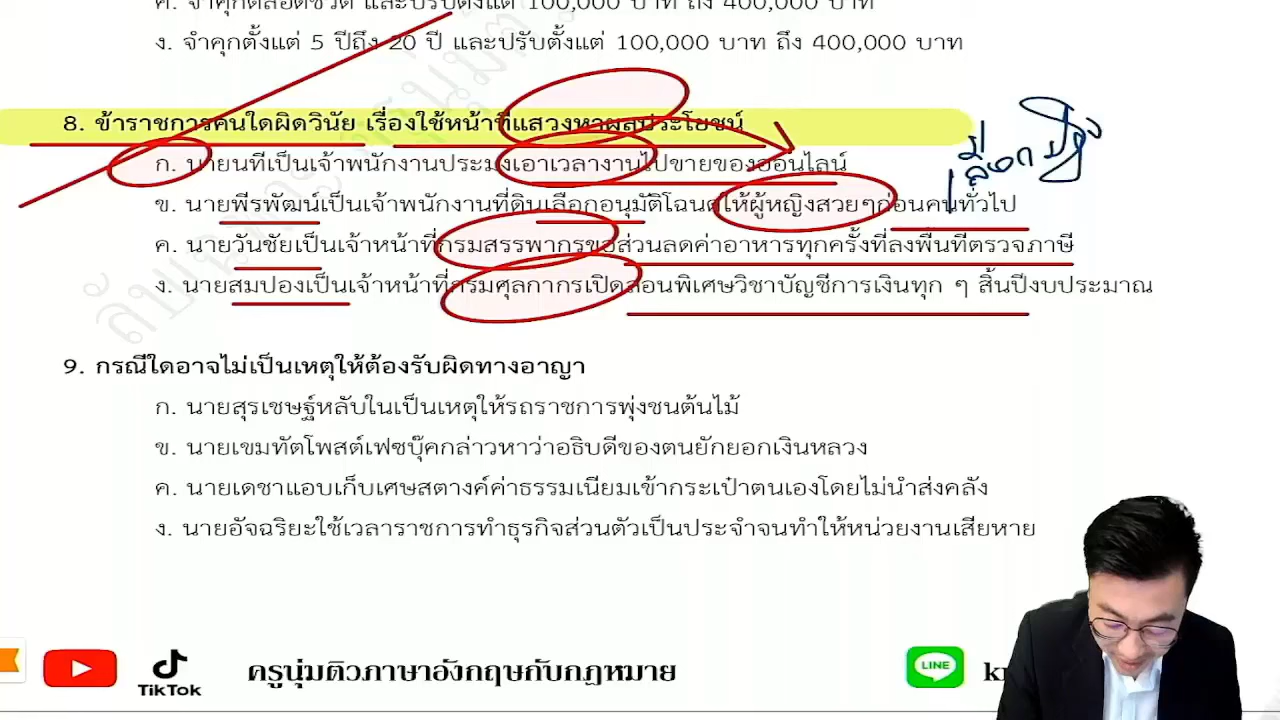 ค. จำคุกตลอดชีวิต และปรับตั้งแต่ 100,000 บาท ถึง 400,000 บาท
ง. จำคุกตั้งแต่ 5 ปีถึง 20 ปี และปรับตั้งแต่ 100,000 บาท ถึง 400,000 บาท
8. ข้าราชการคนใดผิดวินัย เรื่องใช้หน้าที่แสวงหาผลประโยชน์
ก. นายนทีเป็นเจ้าพนักงานประมงเอาเวลางานไปขายของออนไลน์
ข. นายพีรพัฒน์เป็นเจ้าพนักงานที่ดินเลือกอนุมัติโฉนดให้ผู้หญิงสวยๆก่อนคนทั่วไป
ค. นายวันชัยเป็นเจ้าหน้าที่กรมสรรพากรขอส่วนลดค่าอาหารทุกครั้งที่ลงพื้นที่ตรวจภาษี
ง. นายสมปองเป็นเจ้าหน้าที่กรมศุลกากรเปิดสอนพิเศษวิชาบัญชีการเงินทุก ๆ สิ้นปีงบประมาณ
9. กรณีใดอาจไม่เป็นเหตุให้ต้องรับผิดทางอาญา
ก. นายสุรเชษฐ์หลับในเป็นเหตุให้รถราชการพุ่งชนต้นไม้
ข. นายเขมทัตโพสต์เฟซบุ๊คกล่าวหาว่าอธิบดีของตนยักยอกเงินหลวง
ค. นายเดชาแอบเก็บเศษสตางค์ค่าธรรมเนียมเข้ากระเป๋าตนเองโดยไม่นำส่งคลัง
ง. นายอัจฉริยะใช้เวลาราชการทำธุรกิจส่วนตัวเป็นประจำจนทำให้หน่วยงานเสียหาย
TikTok
ครูนุ่มติวภาษาอังกฤษกับกฎหมาย
LINE